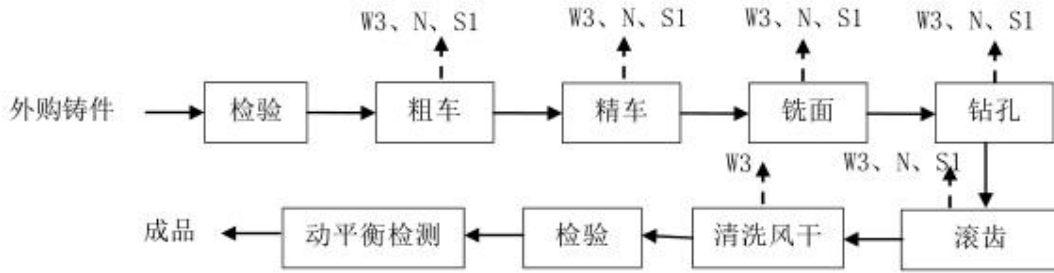 W3、N、S1 W3、N、S1 W3、N、S1 W3、N、S1
外购铸件 检验 粗车 精车 铣面 钻孔
W3 W3、N、S1
成品 动平衡检测 检验 清洗风干 滚齿